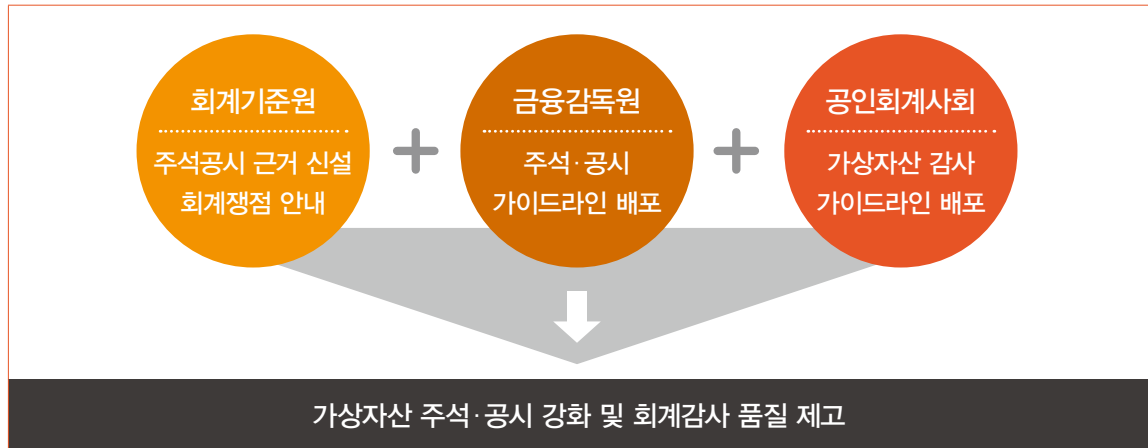 회계기준원
주석공시 근거 신설
회계쟁점 안내
금융감독원
주석·공시
가이드라인 배포
공인회계사회
가상자산 감사
가이드라인 배포
가상자산 주석·공시 강화 및 회계감사 품질 제고